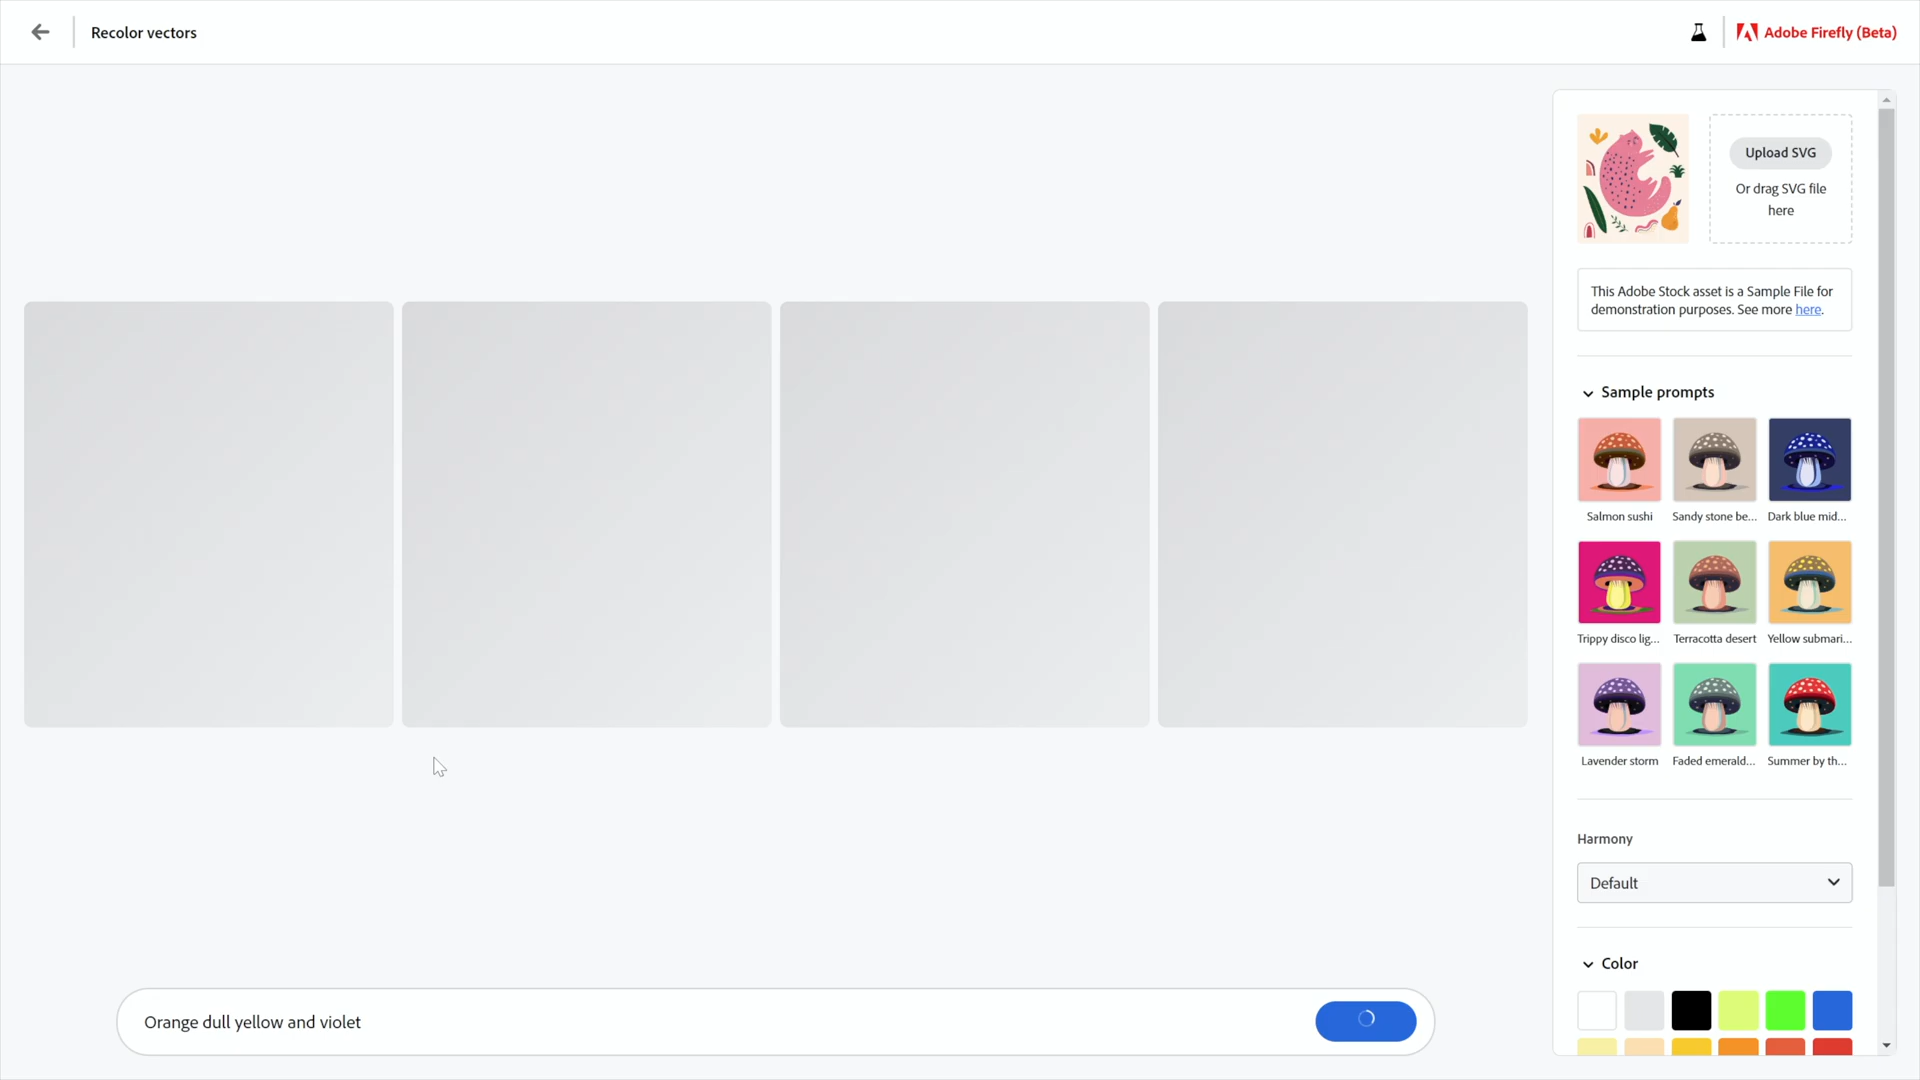 Recolor vectors
Adobe Firefly (Beta)
Upload SVG
Or drag SVG file
here
This Adobe Stock asset is a Sample File for
demonstration purposes. See more here.
Sample prompts
Salmon sushi
Sandy stone be...
Dark blue mid...
Trippy disco lig...
Terracotta desert
Yellow submari...
Lavender storm
Faded emerald...
Summer by th...
Harmony
Default
Color
Orange dull yellow and violet